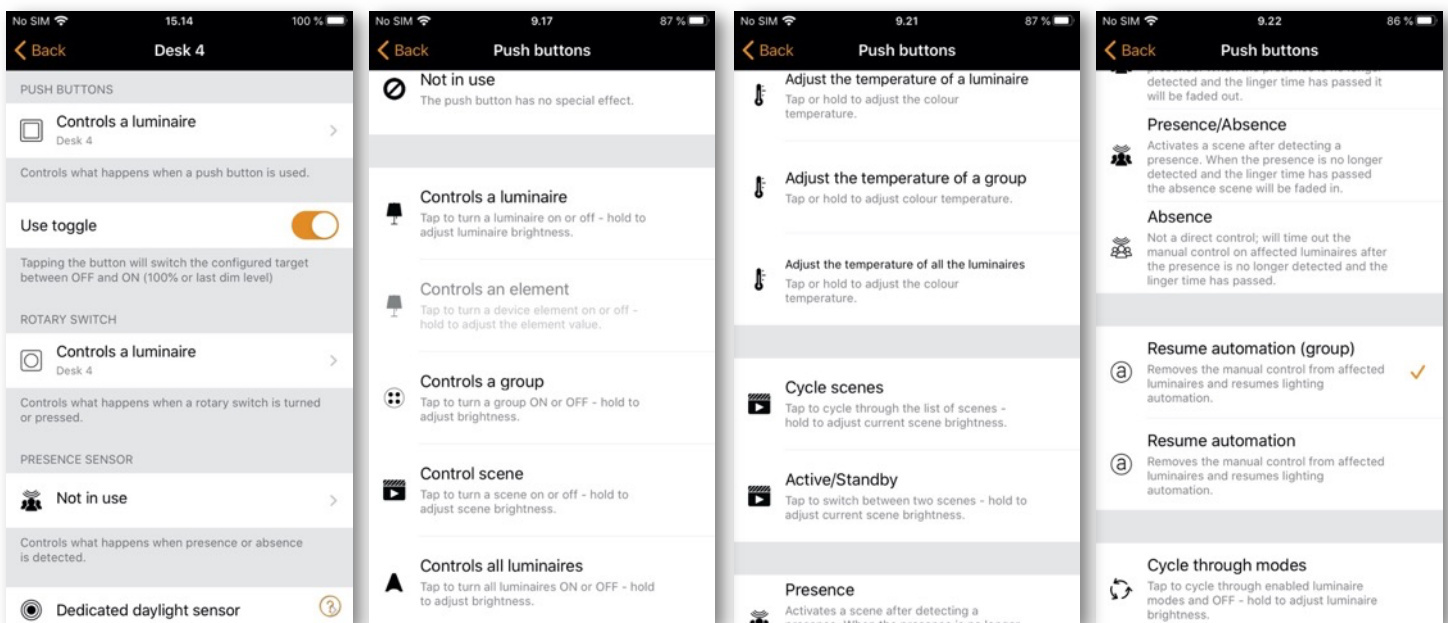 No SIM 15.14 100 %
Back Desk 4
PUSH BUTTONS
Controls a luminaire
Desk 4
Controls what happens when a push button is used.
Use toggle
Tapping the button will switch the configured target
between OFF and ON (100% or last dim level)
ROTARY SWITCH
Controls a luminaire
Desk 4
Controls what happens when a rotary switch is turned
or pressed.
PRESENCE SENSOR
Not in use
Controls what happens when presence or absence
is detected.
Dedicated daylight sensor
No SIM 9.17 87 %
Back Push buttons
Not in use
The push button has no special effect.
Controls a luminaire
Tap to turn a luminaire on or off - hold to
adjust luminaire brightness.
Controls an element
Tap to turn a device element on or off -
hold to adjust the element value.
Controls a group
Tap to turn a group ON or OFF - hold to
adjust brightness.
Control scene
Tap to turn a scene on or off - hold to
adjust scene brightness.
Controls all luminaires
Tap to turn all luminaires ON or OFF - hold
to adjust brightness.
No SIM 9.21 87 %
Back Push buttons
Adjust the temperature of a luminaire
Tap or hold to adjust the colour
temperature.
Adjust the temperature of a group
Tap or hold to adjust colour temperature.
Adjust the temperature of all the luminaires
Tap or hold to adjust the colour
temperature.
Cycle scenes
Tap to cycle through the list of scenes -
hold to adjust current scene brightness.
Active/Standby
Tap to switch between two scenes - hold to
adjust current scene brightness.
Presence
Activates a scene after detecting a
presence. When the presence is no longer
No SIM 9.22 86 %
Back Push buttons
presence. When the presence is no longer
detected and the linger time has passed it
will be faded out.
Presence/Absence
Activates a scene after detecting a
presence. When the presence is no longer
detected and the linger time has passed
the absence scene will be faded in.
Absence
Not a direct control; will time out the
manual control on affected luminaires after
the presence is no longer detected and the
linger time has passed.
Resume automation (group)
a Removes the manual control from affected
luminaires and resumes lighting
automation.
Resume automation
a Removes the manual control from affected
luminaires and resumes lighting
automation.
Cycle through modes
Tap to cycle through enabled luminaire
modes and OFF - hold to adjust luminaire
brightness.